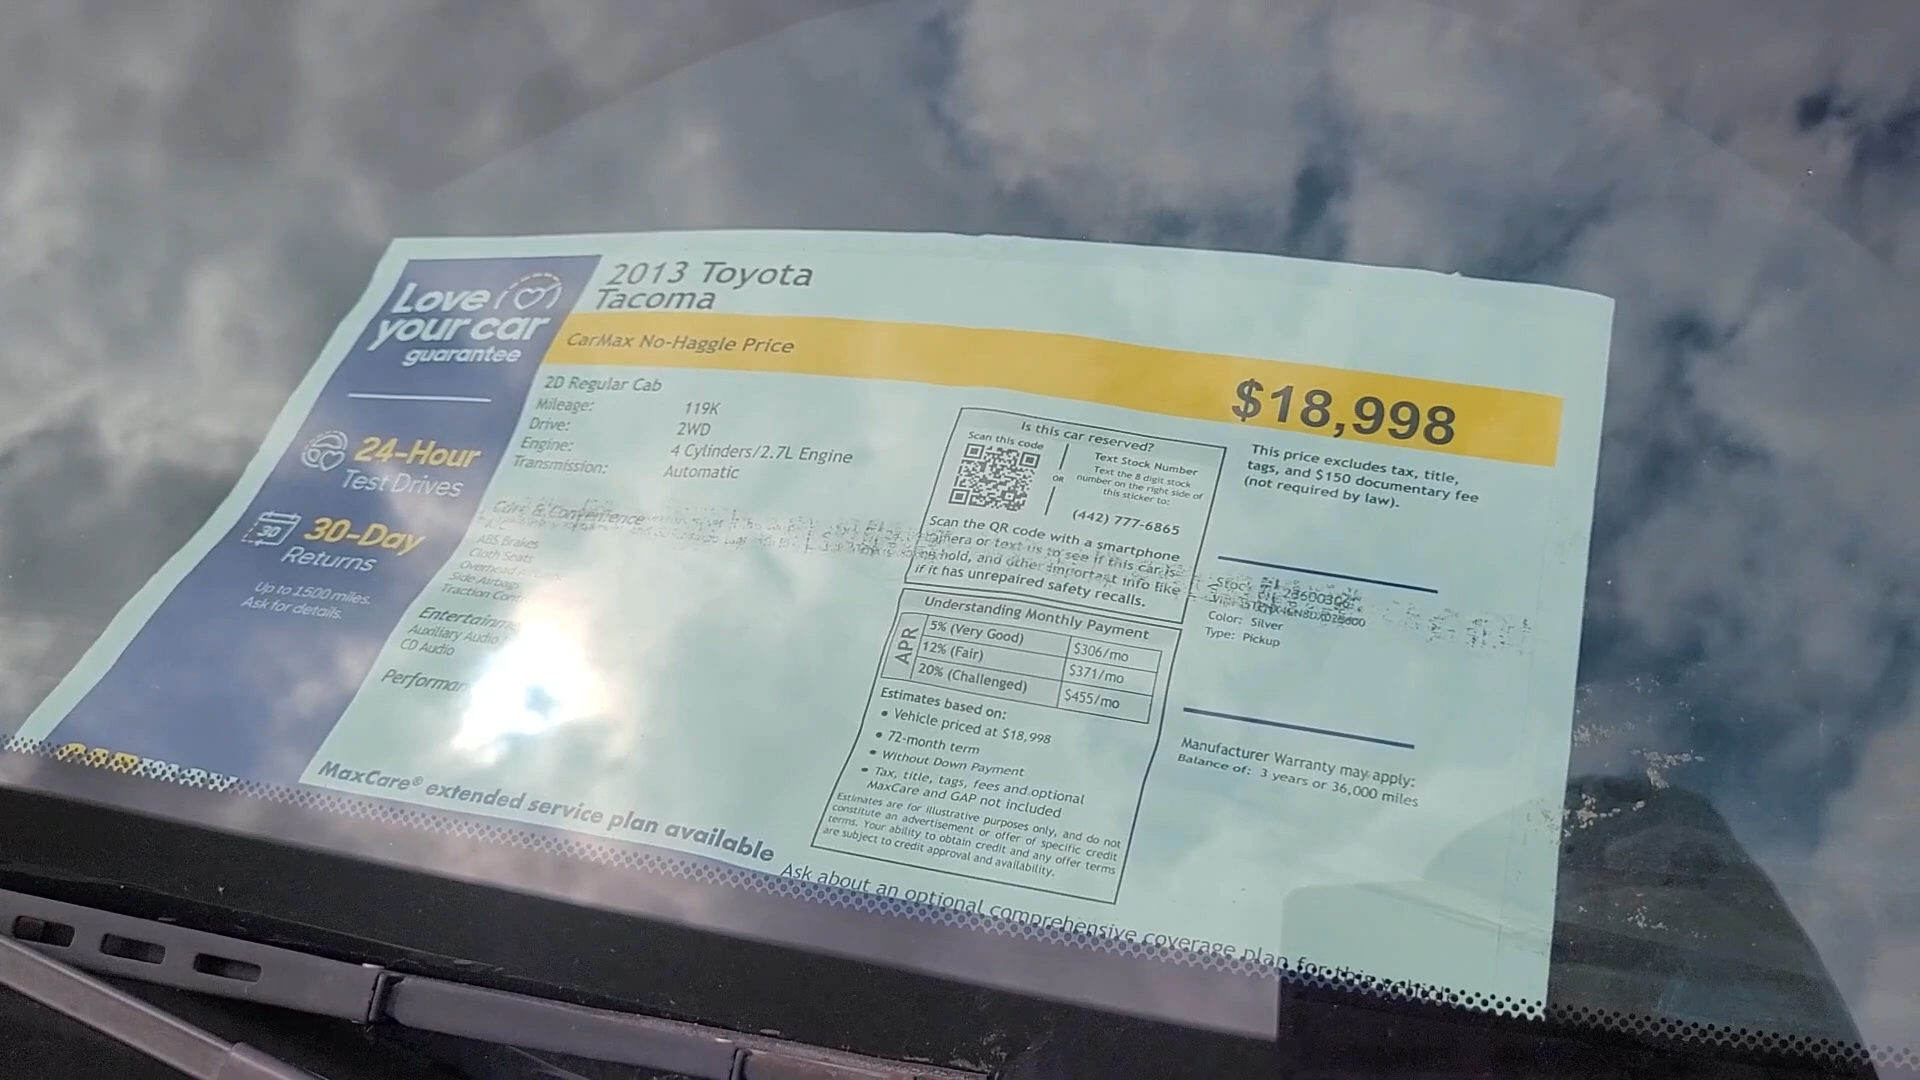 Love
your car
guarantee
24-Hour
Test Drives
30
30-Day
Returns
Up to 1500 miles.
Ask for details.
2013 Toyota
Tacoma
CarMax No-Haggle Price
$18,998
2D Regular Cab
Mileage: 119K
Drive: 2WD
Engine: 4 Cylinders/2.7L Engine
Transmission: Automatic
& Convenience
ABS Brakes
Cloth Seats
Overhead
Side Airbags
Traction
Auxiliary Audio
CD Audio
MaxCare® extended service plan available
Ask about an optional comprehensive coverage plan for this vehicle
Is this car reserved?
Scan this code
OR
Text Stock Number
Text the 8 digit stock
number on the right side of
this sticker to:
(442) 777-6865
Scan the QR code with a smartphone
camera or text us to see if this car is
on hold, and other important info like
if it has unrepaired safety recalls.
Understanding Monthly Payment
APR
5% (Very Good) $306/mo
12% (Fair) $371/mo
20% (Challenged) $455/mo
Estimates based on:
• Vehicle priced at $18,998
• 72-month term
• Without Down Payment
• Tax, title, tags, fees and optional
MaxCare and GAP not included
Estimates are for illustrative purposes only, and do not
constitute an advertisement or offer of specific credit
terms. Your ability to obtain credit and any offer terms
are subject to credit approval and availability.
This price excludes tax, title,
tags, and $150 documentary fee
(not required by law).
Color: Silver
Type: Pickup
Manufacturer Warranty may apply:
Balance of: 3 years or 36,000 miles